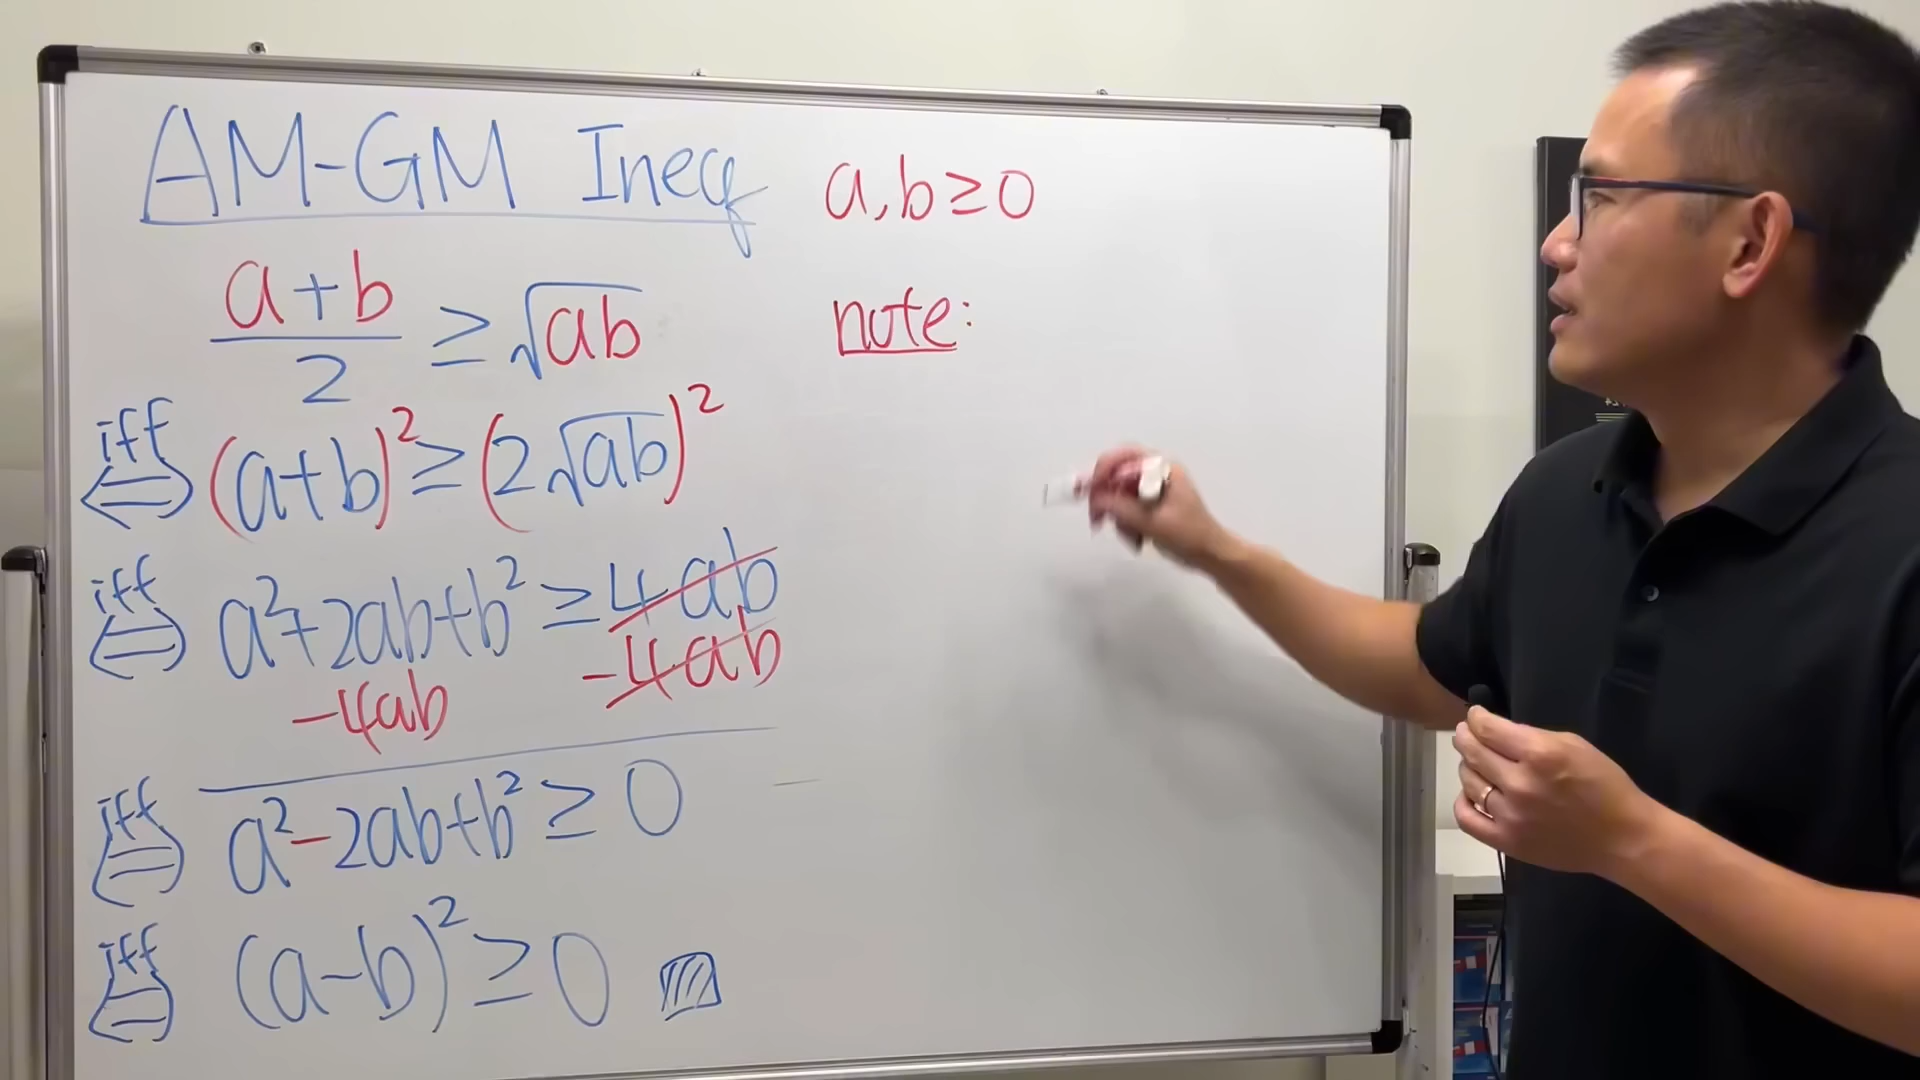 AM-GM Ineq a, b ≥ 0
(a+b)/2 ≥ √ab
note:
iff ⟺ (a+b)² ≥ (2√ab)²
iff ⟺ a²+2ab+b² ≥ 4ab
-4ab -4ab
iff ⟺ a²-2ab+b² ≥ 0
iff ⟺ (a-b)² ≥ 0